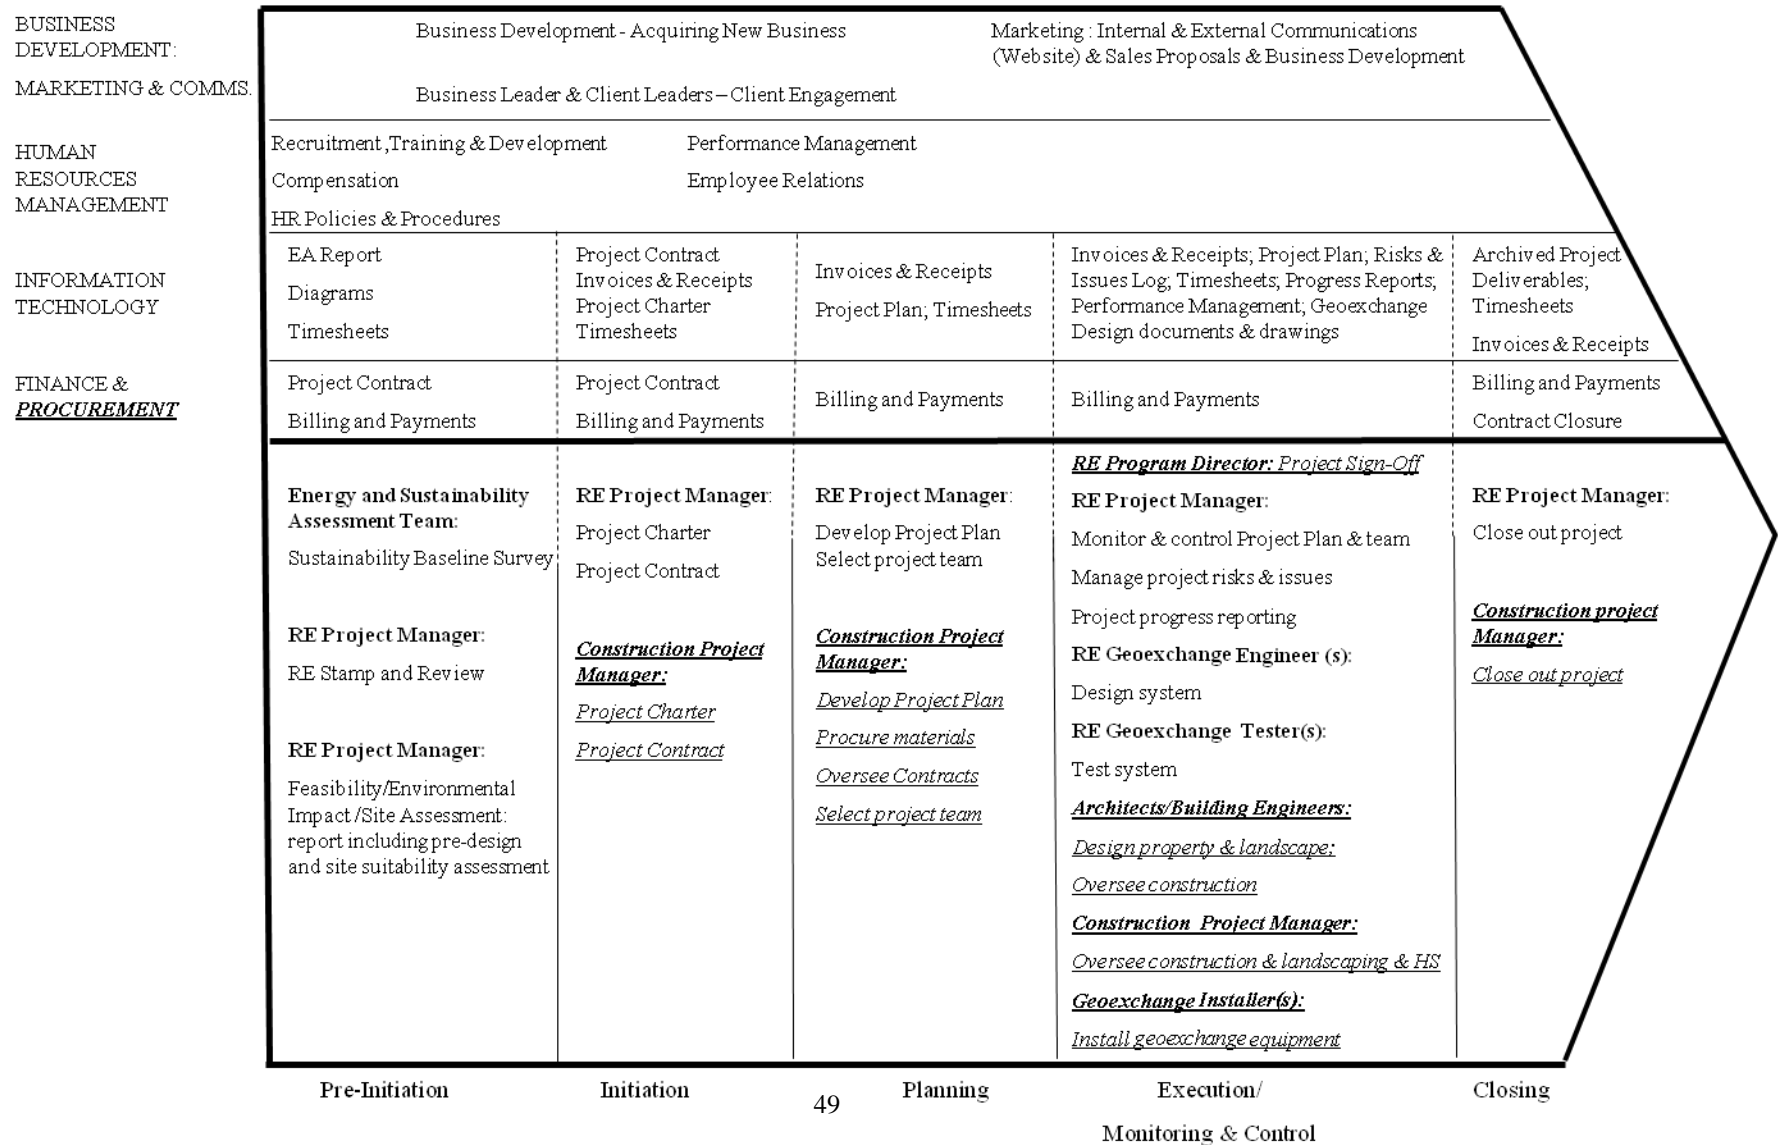 BUSINESS
DEVELOPMENT:
MARKETING & COMMS.
Business Development - Acquiring New Business
Marketing : Internal & External Communications
(Website) & Sales Proposals & Business Development
Business Leader & Client Leaders – Client Engagement
HUMAN
RESOURCES
MANAGEMENT
Recruitment ,Training & Development
Performance Management
Compensation
Employee Relations
HR Policies & Procedures
INFORMATION
TECHNOLOGY
EA Report
Diagrams
Timesheets
Project Contract
Invoices & Receipts
Project Charter
Timesheets
Invoices & Receipts
Project Plan; Timesheets
Invoices & Receipts; Project Plan; Risks &
Issues Log; Timesheets; Progress Reports;
Performance Management; Geoexchange
Design documents & drawings
Archived Project
Deliverables;
Timesheets
Invoices & Receipts
FINANCE &
PROCUREMENT
Project Contract
Billing and Payments
Project Contract
Billing and Payments
Billing and Payments
Billing and Payments
Billing and Payments
Contract Closure
Energy and Sustainability
Assessment Team:
Sustainability Baseline Survey
RE Project Manager:
RE Stamp and Review
RE Project Manager:
Feasibility/Environmental
Impact /Site Assessment:
report including pre-design
and site suitability assessment
RE Project Manager:
Project Charter
Project Contract
Construction Project
Manager:
Project Charter
Project Contract
RE Project Manager:
Develop Project Plan
Select project team
Construction Project
Manager:
Develop Project Plan
Procure materials
Oversee Contracts
Select project team
RE Program Director: Project Sign-Off
RE Project Manager:
Monitor & control Project Plan & team
Manage project risks & issues
Project progress reporting
RE Geoexchange Engineer (s):
Design system
RE Geoexchange Tester(s):
Test system
Architects/Building Engineers:
Design property & landscape;
Oversee construction
Construction Project Manager:
Oversee construction & landscaping & HS
Geoexchange Installer(s):
Install geoexchange equipment
RE Project Manager:
Close out project
Construction project
Manager:
Close out project
Pre-Initiation
Initiation
Planning
Execution/
Monitoring & Control
Closing
49